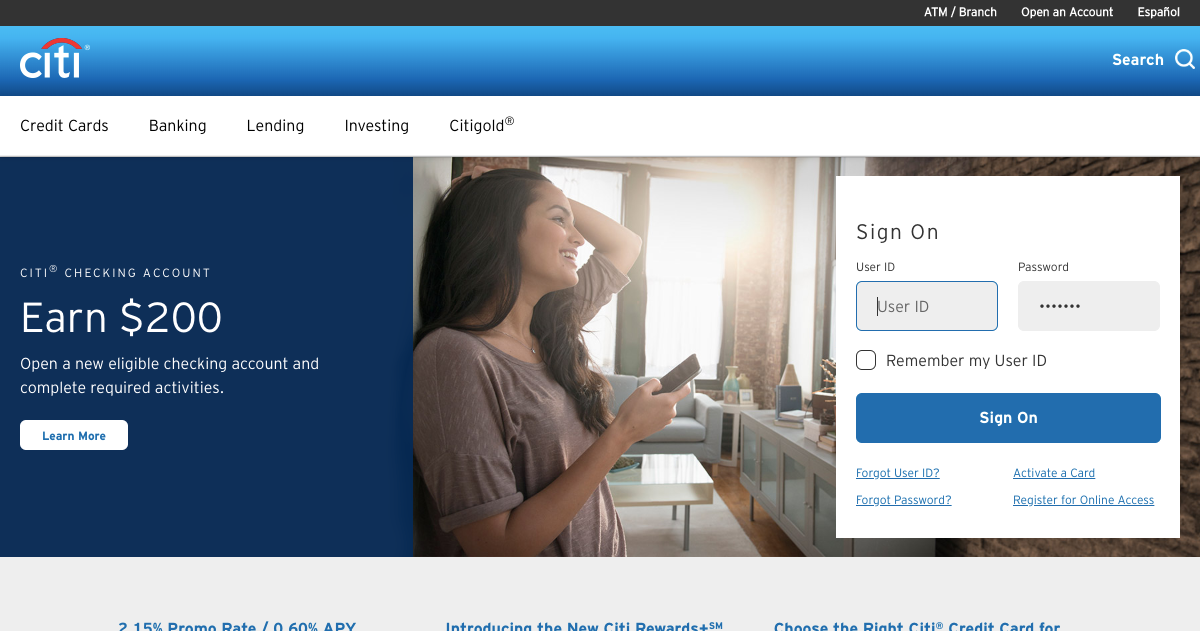 ATM / Branch
Open an Account
Español
citi®
Search
Credit Cards
Banking
Lending
Investing
Citigold®
CITI® CHECKING ACCOUNT
Earn $200
Open a new eligible checking account and
complete required activities.
Learn More
Sign On
User ID
Password
User ID
•••••••
Remember my User ID
Sign On
Forgot User ID?
Activate a Card
Forgot Password?
Register for Online Access
2.15% Promo Rate / 0.60% APY
Introducing the New Citi Rewards+℠
Choose the Right Citi® Credit Card for